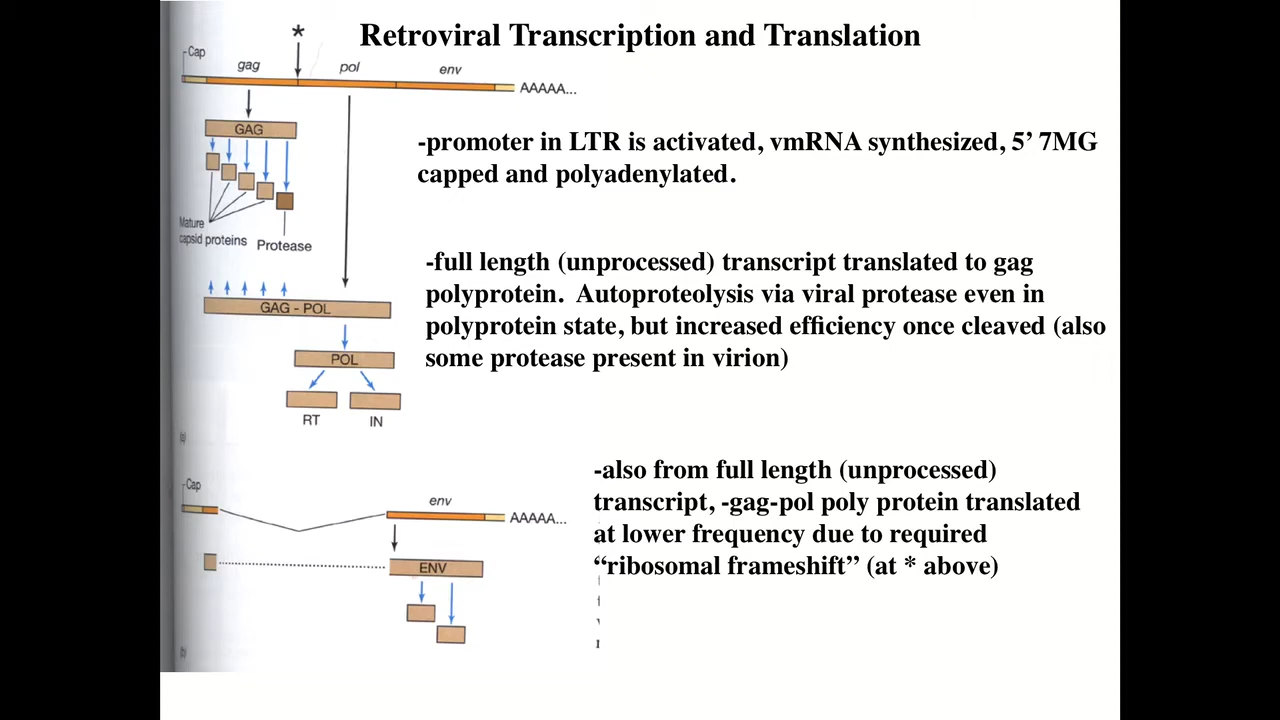 *
Retroviral Transcription and Translation
Cap
gag
pol
env
AAAAA...
GAG
-promoter in LTR is activated, vmRNA synthesized, 5’ 7MG
capped and polyadenylated.
Mature
capsid proteins
Protease
-full length (unprocessed) transcript translated to gag
polyprotein.  Autoproteolysis via viral protease even in
polyprotein state, but increased efficiency once cleaved (also
some protease present in virion)
GAG - POL
POL
RT
IN
(a)
-also from full length (unprocessed)
transcript, -gag-pol poly protein translated
at lower frequency due to required
“ribosomal frameshift” (at * above)
Cap
env
AAAAA...
ENV
(b)